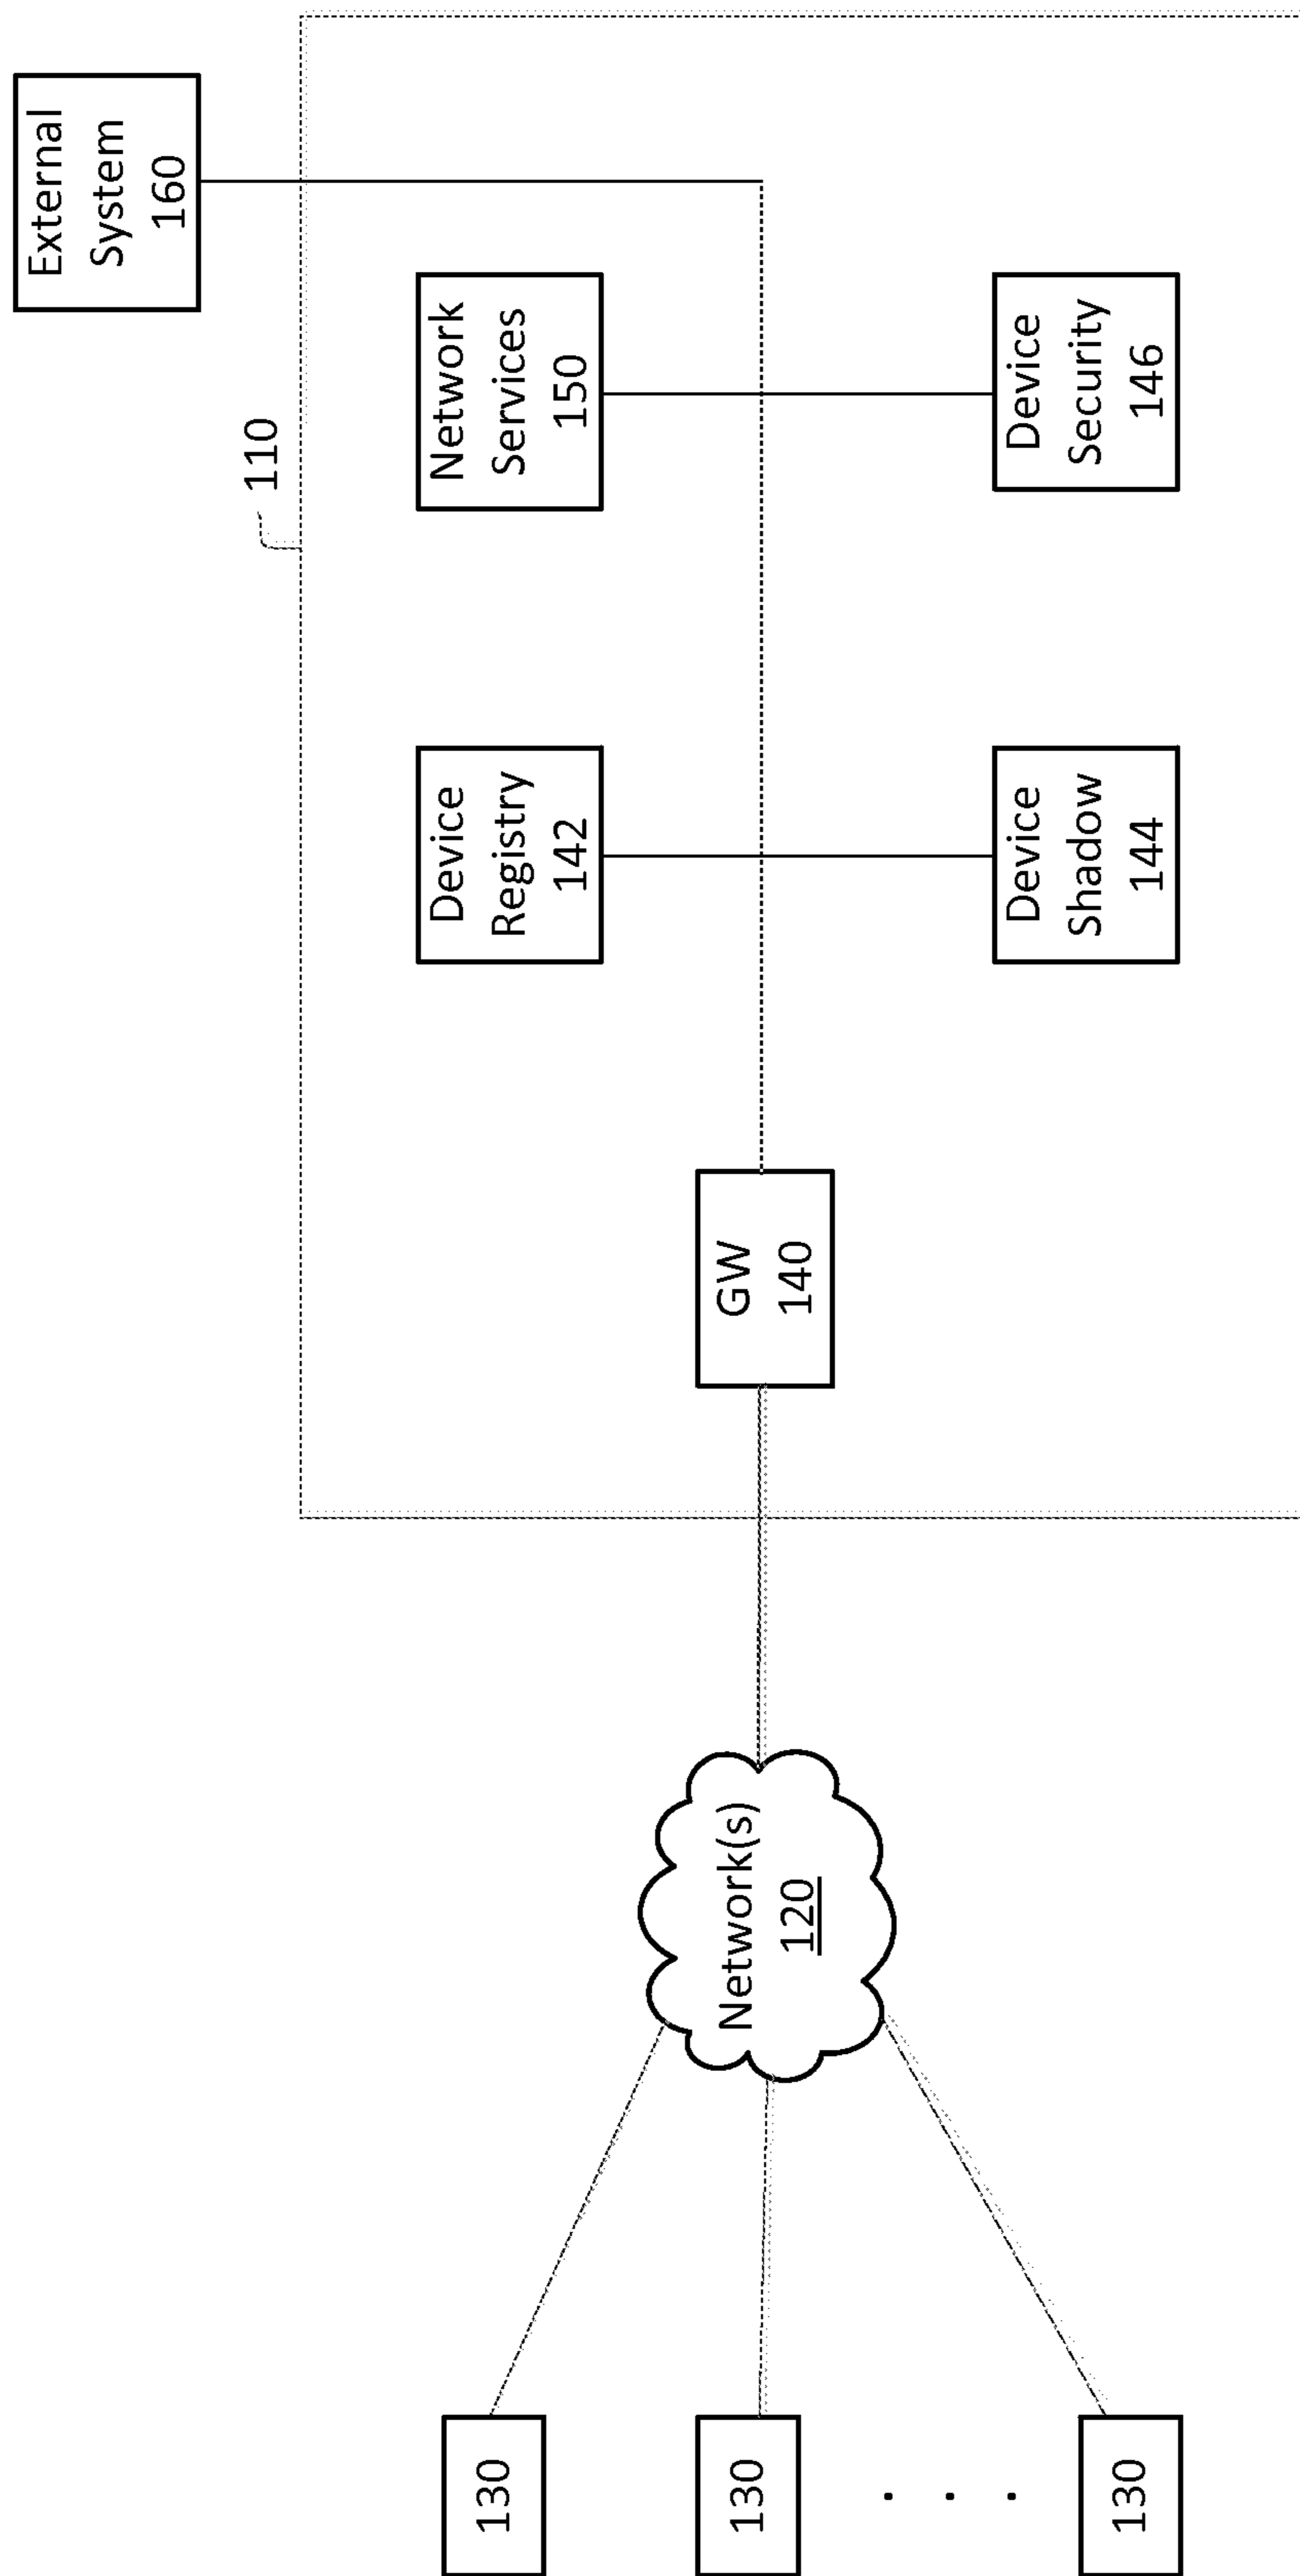 External
System
160
110
Network
Services
150
Device
Registry
142
Device
Security
146
Device
Shadow
144
GW
140
Network(s)
120
130
130
. . .
130